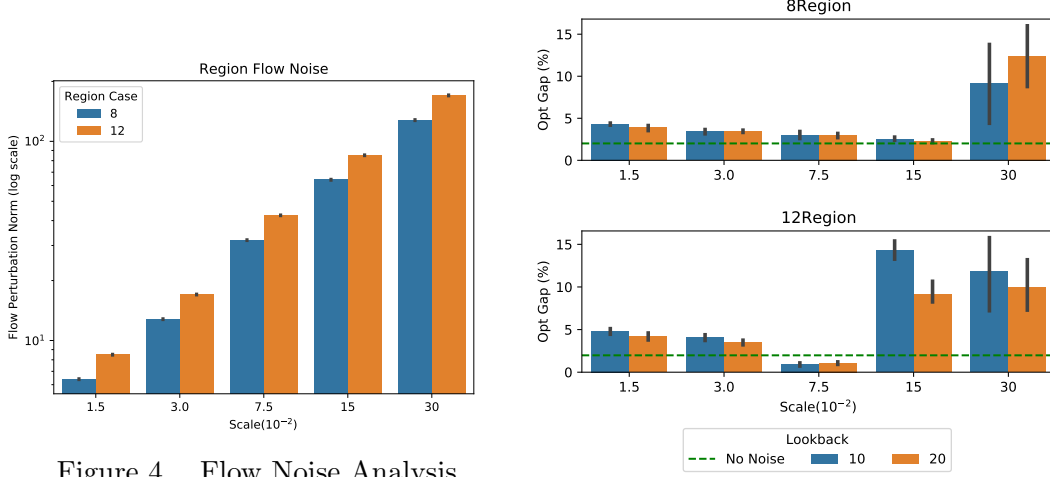 Region Flow Noise
Flow Perturbation Norm (log scale)
Region Case
8
12
10²
10¹
1.5 3.0 7.5 15 30
Scale(10⁻²)
Figure 4 Flow Noise Analysis
8Region
Opt Gap (%)
15
10
5
0
1.5 3.0 7.5 15 30
12Region
Opt Gap (%)
15
10
5
0
1.5 3.0 7.5 15 30
Scale(10⁻²)
Lookback
No Noise 10 20